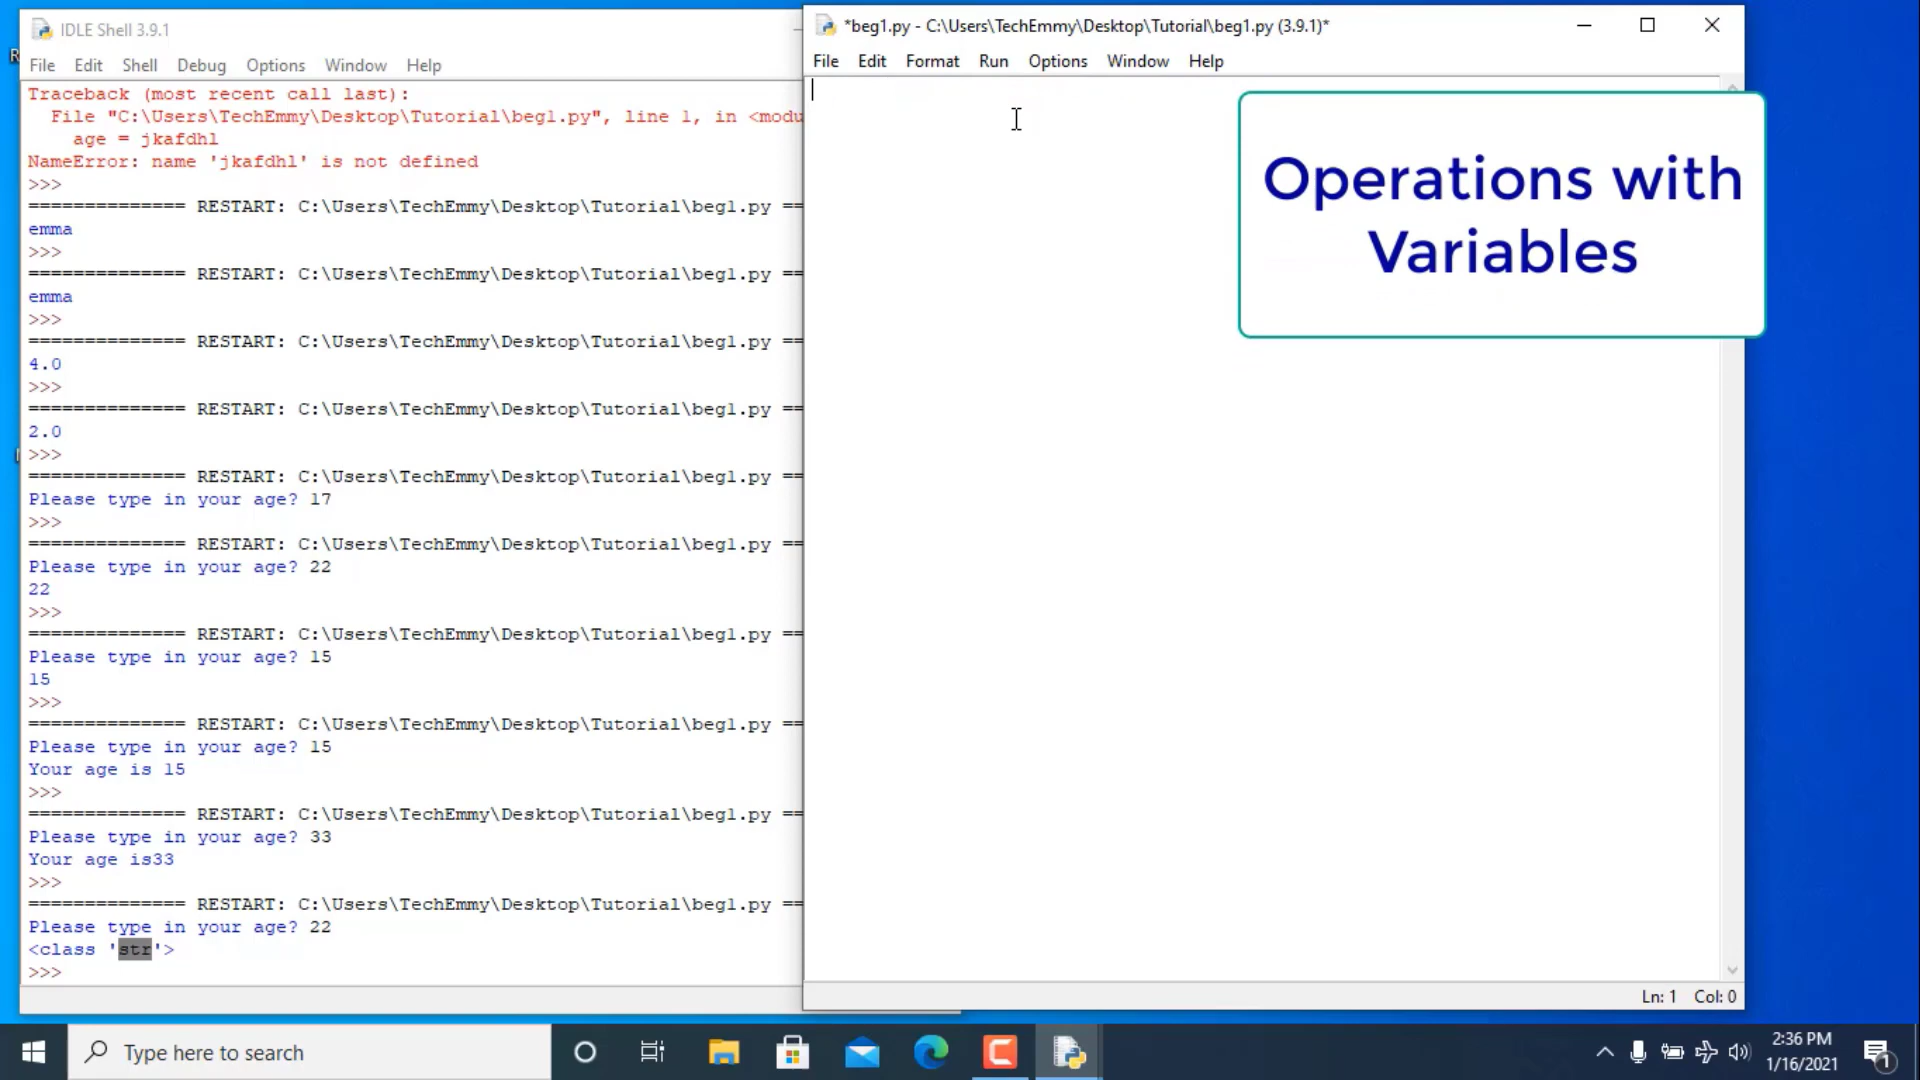 IDLE Shell 3.9.1
File Edit Shell Debug Options Window Help
Traceback (most recent call last):
File "C:\Users\TechEmmy\Desktop\Tutorial\beg1.py", line 1, in <modu
age = jkafdhl
NameError: name 'jkafdhl' is not defined
>>>
============== RESTART: C:\Users\TechEmmy\Desktop\Tutorial\beg1.py ==
emma
>>>
============== RESTART: C:\Users\TechEmmy\Desktop\Tutorial\beg1.py ==
emma
>>>
============== RESTART: C:\Users\TechEmmy\Desktop\Tutorial\beg1.py ==
4.0
>>>
============== RESTART: C:\Users\TechEmmy\Desktop\Tutorial\beg1.py ==
2.0
>>>
============== RESTART: C:\Users\TechEmmy\Desktop\Tutorial\beg1.py ==
Please type in your age? 17
>>>
============== RESTART: C:\Users\TechEmmy\Desktop\Tutorial\beg1.py ==
Please type in your age? 22
22
>>>
============== RESTART: C:\Users\TechEmmy\Desktop\Tutorial\beg1.py ==
Please type in your age? 15
15
>>>
============== RESTART: C:\Users\TechEmmy\Desktop\Tutorial\beg1.py ==
Please type in your age? 15
Your age is 15
>>>
============== RESTART: C:\Users\TechEmmy\Desktop\Tutorial\beg1.py ==
Please type in your age? 33
Your age is33
>>>
============== RESTART: C:\Users\TechEmmy\Desktop\Tutorial\beg1.py ==
Please type in your age? 22
<class 'str'>
>>>
*beg1.py - C:\Users\TechEmmy\Desktop\Tutorial\beg1.py (3.9.1)*
File Edit Format Run Options Window Help
Operations with
Variables
Ln: 1 Col: 0
Type here to search
2:36 PM
1/16/2021
1